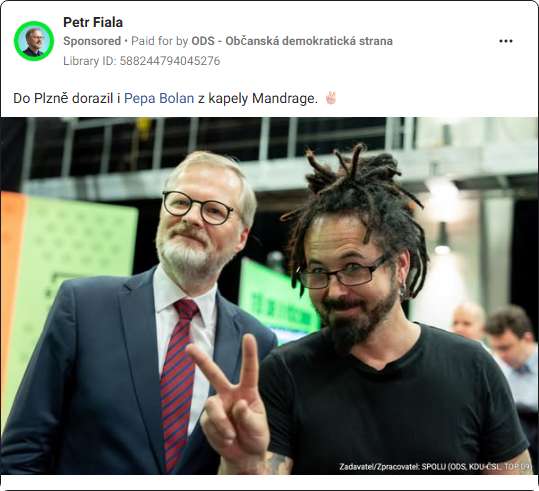 Petr Fiala
Sponsored • Paid for by ODS - Občanská demokratická strana
Library ID: 588244794045276
Do Plzně dorazil i Pepa Bolan z kapely Mandrage. ✌🏻
Zadavatel/Zpracovatel: SPOLU (ODS, KDU-ČSL, TOP 09)